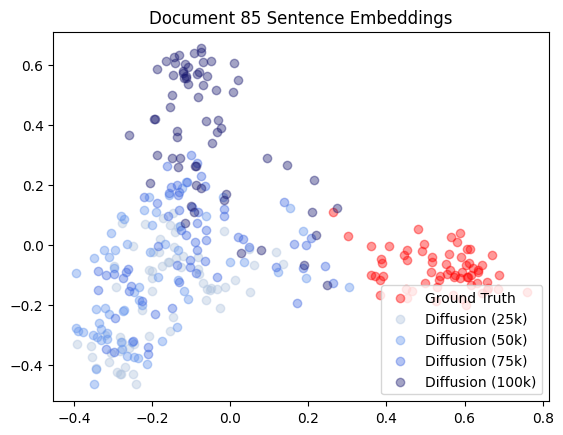 Document 85 Sentence Embeddings
0.6
0.4
0.2
0.0
−0.2
−0.4
Ground Truth
Diffusion (25k)
Diffusion (50k)
Diffusion (75k)
Diffusion (100k)
−0.4 −0.2 0.0 0.2 0.4 0.6 0.8